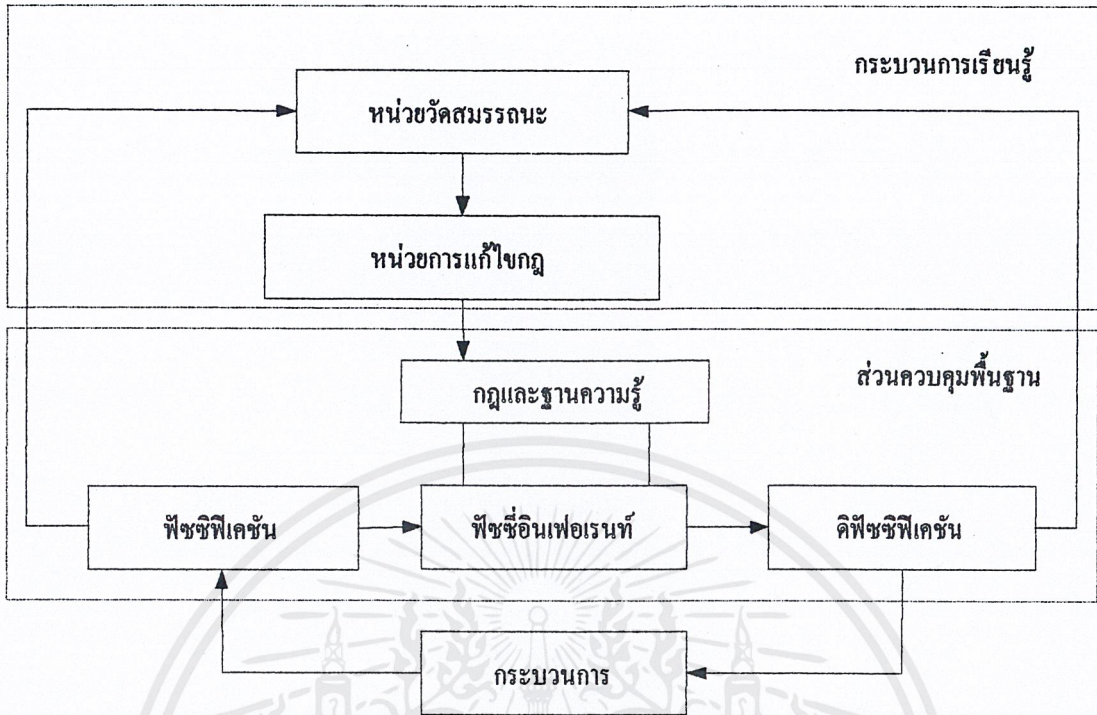 กระบวนการเรียนรู้
หน่วยวัดสมรรถนะ
หน่วยการแก้ไขกฎ
ส่วนควบคุมพื้นฐาน
กฎและฐานความรู้
ฟัซซิฟิเคชัน
ฟัซซี่อินเฟอเรนท์
ดิฟัซซิฟิเคชัน
กระบวนการ